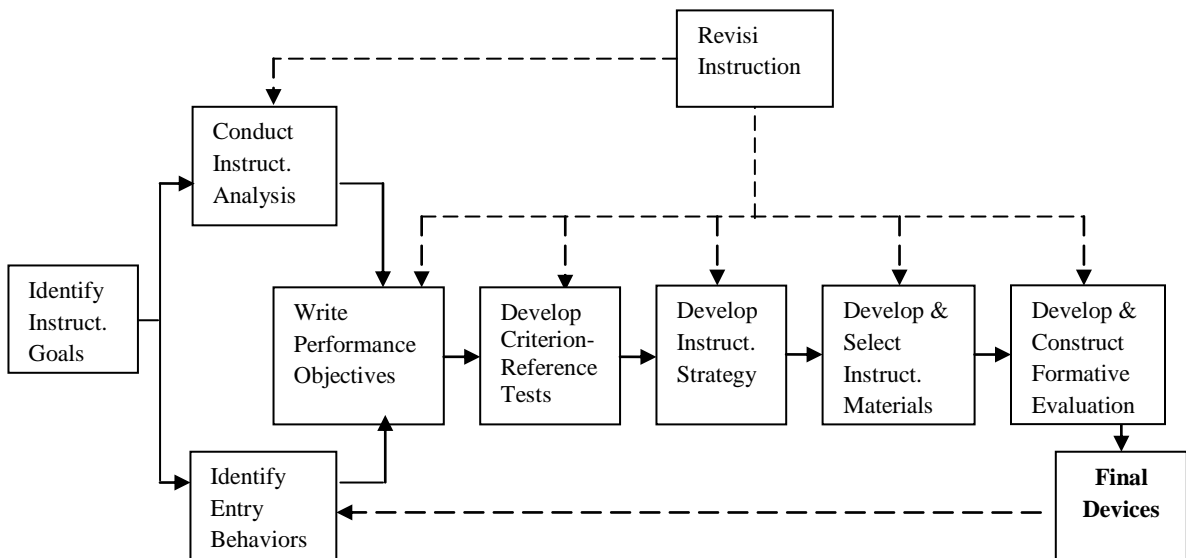 Revisi
Instruction
Conduct
Instruct.
Analysis
Identify
Instruct.
Goals
Write
Performance
Objectives
Develop
Criterion-
Reference
Tests
Develop
Instruct.
Strategy
Develop &
Select
Instruct.
Materials
Develop &
Construct
Formative
Evaluation
Identify
Entry
Behaviors
Final
Devices